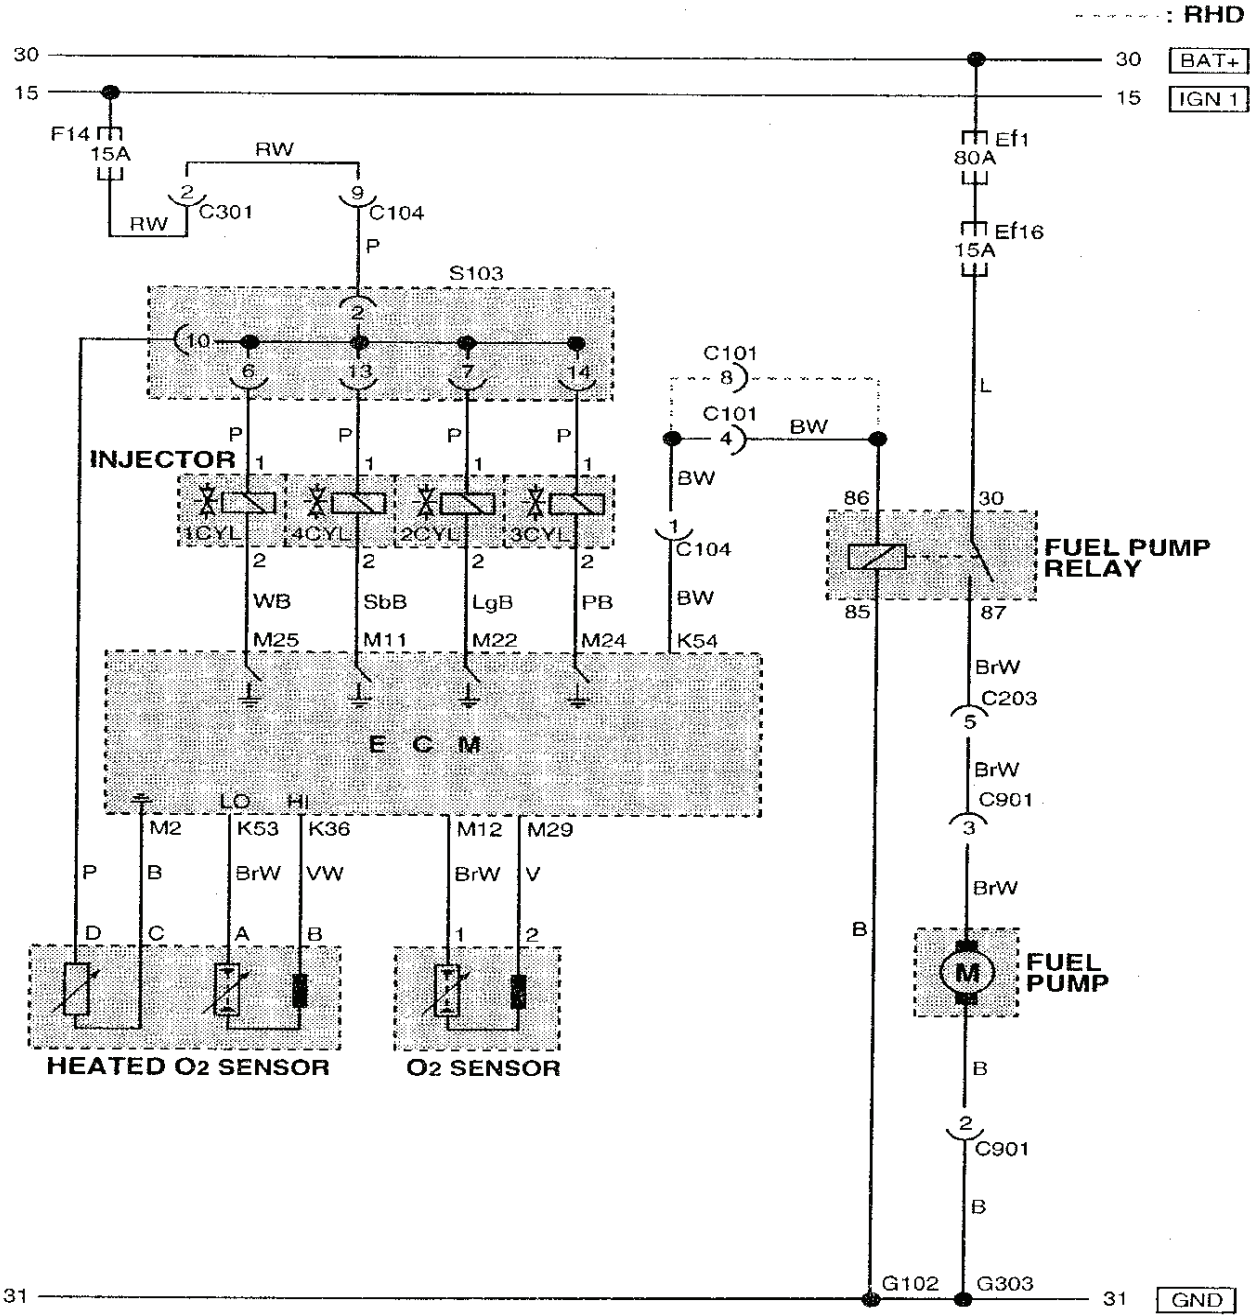 : RHD
30 30 BAT+
15 15 IGN 1
F14
15A
RW
2
C301
RW
9
C104
P
Ef1
80A
Ef16
15A
S103
2
10
6 13 7 14
C101
8
C101
4
BW
L
P P P P
INJECTOR
1 1 1 1
1CYL 4CYL 2CYL 3CYL
2 2 2 2
BW
1
C104
BW
86 30
FUEL PUMP
RELAY
85 87
WB SbB LgB PB
M25 M11 M22 M24 K54
E C M
BrW
C203
5
BrW
C901
3
BrW
LO HI
M2 K53 K36 M12 M29
P B BrW VW BrW V
D C A B 1 2
B
M
FUEL
PUMP
HEATED O2 SENSOR
O2 SENSOR
B
2
C901
B
G102 G303
31 31 GND